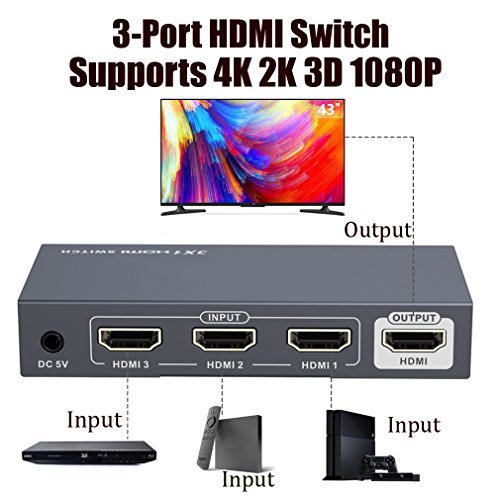 3-Port HDMI Switch
Supports 4K 2K 3D 1080P
43"
Output
3X1 HDMI SWITCH
INPUT
OUTPUT
DC 5V
HDMI 3
HDMI 2
HDMI 1
HDMI
Input
Input
Input